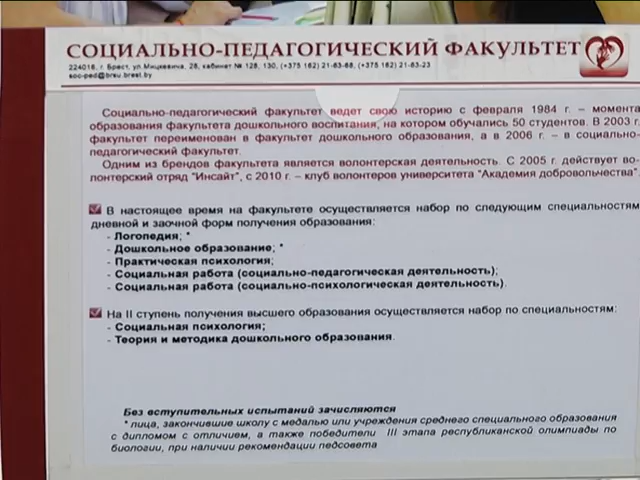 СОЦИАЛЬНО-ПЕДАГОГИЧЕСКИЙ ФАКУЛЬТЕТ
224016, г. Брест, ул.Мицкевича, 28, кабинет № 128, 130, (+375 162) 21-63-68, (+375 162) 21-63-23
soc-ped@brsu.brest.by
Социально-педагогический факультет ведет свою историю с февраля 1984 г. – момента
образования факультета дошкольного воспитания, на котором обучались 50 студентов. В 2003 г.
факультет переименован в факультет дошкольного образования, а в 2006 г. – в социально-
педагогический факультет.
Одним из брендов факультета является волонтерская деятельность. С 2005 г. действует во-
лонтерский отряд "Инсайт", с 2010 г. – клуб волонтеров университета "Академия добровольчества".
В настоящее время на факультете осуществляется набор по следующим специальностям
дневной и заочной форм получения образования:
- Логопедия; *
- Дошкольное образование; *
- Практическая психология;
- Социальная работа (социально-педагогическая деятельность);
- Социальная работа (социально-психологическая деятельность).
На II ступень получения высшего образования осуществляется набор по специальностям:
- Социальная психология;
- Теория и методика дошкольного образования.
Без вступительных испытаний зачисляются
* лица, закончившие школу с медалью или учреждения среднего специального образования
с дипломом с отличием, а также победители III этапа республиканской олимпиады по
биологии, при наличии рекомендации педсовета